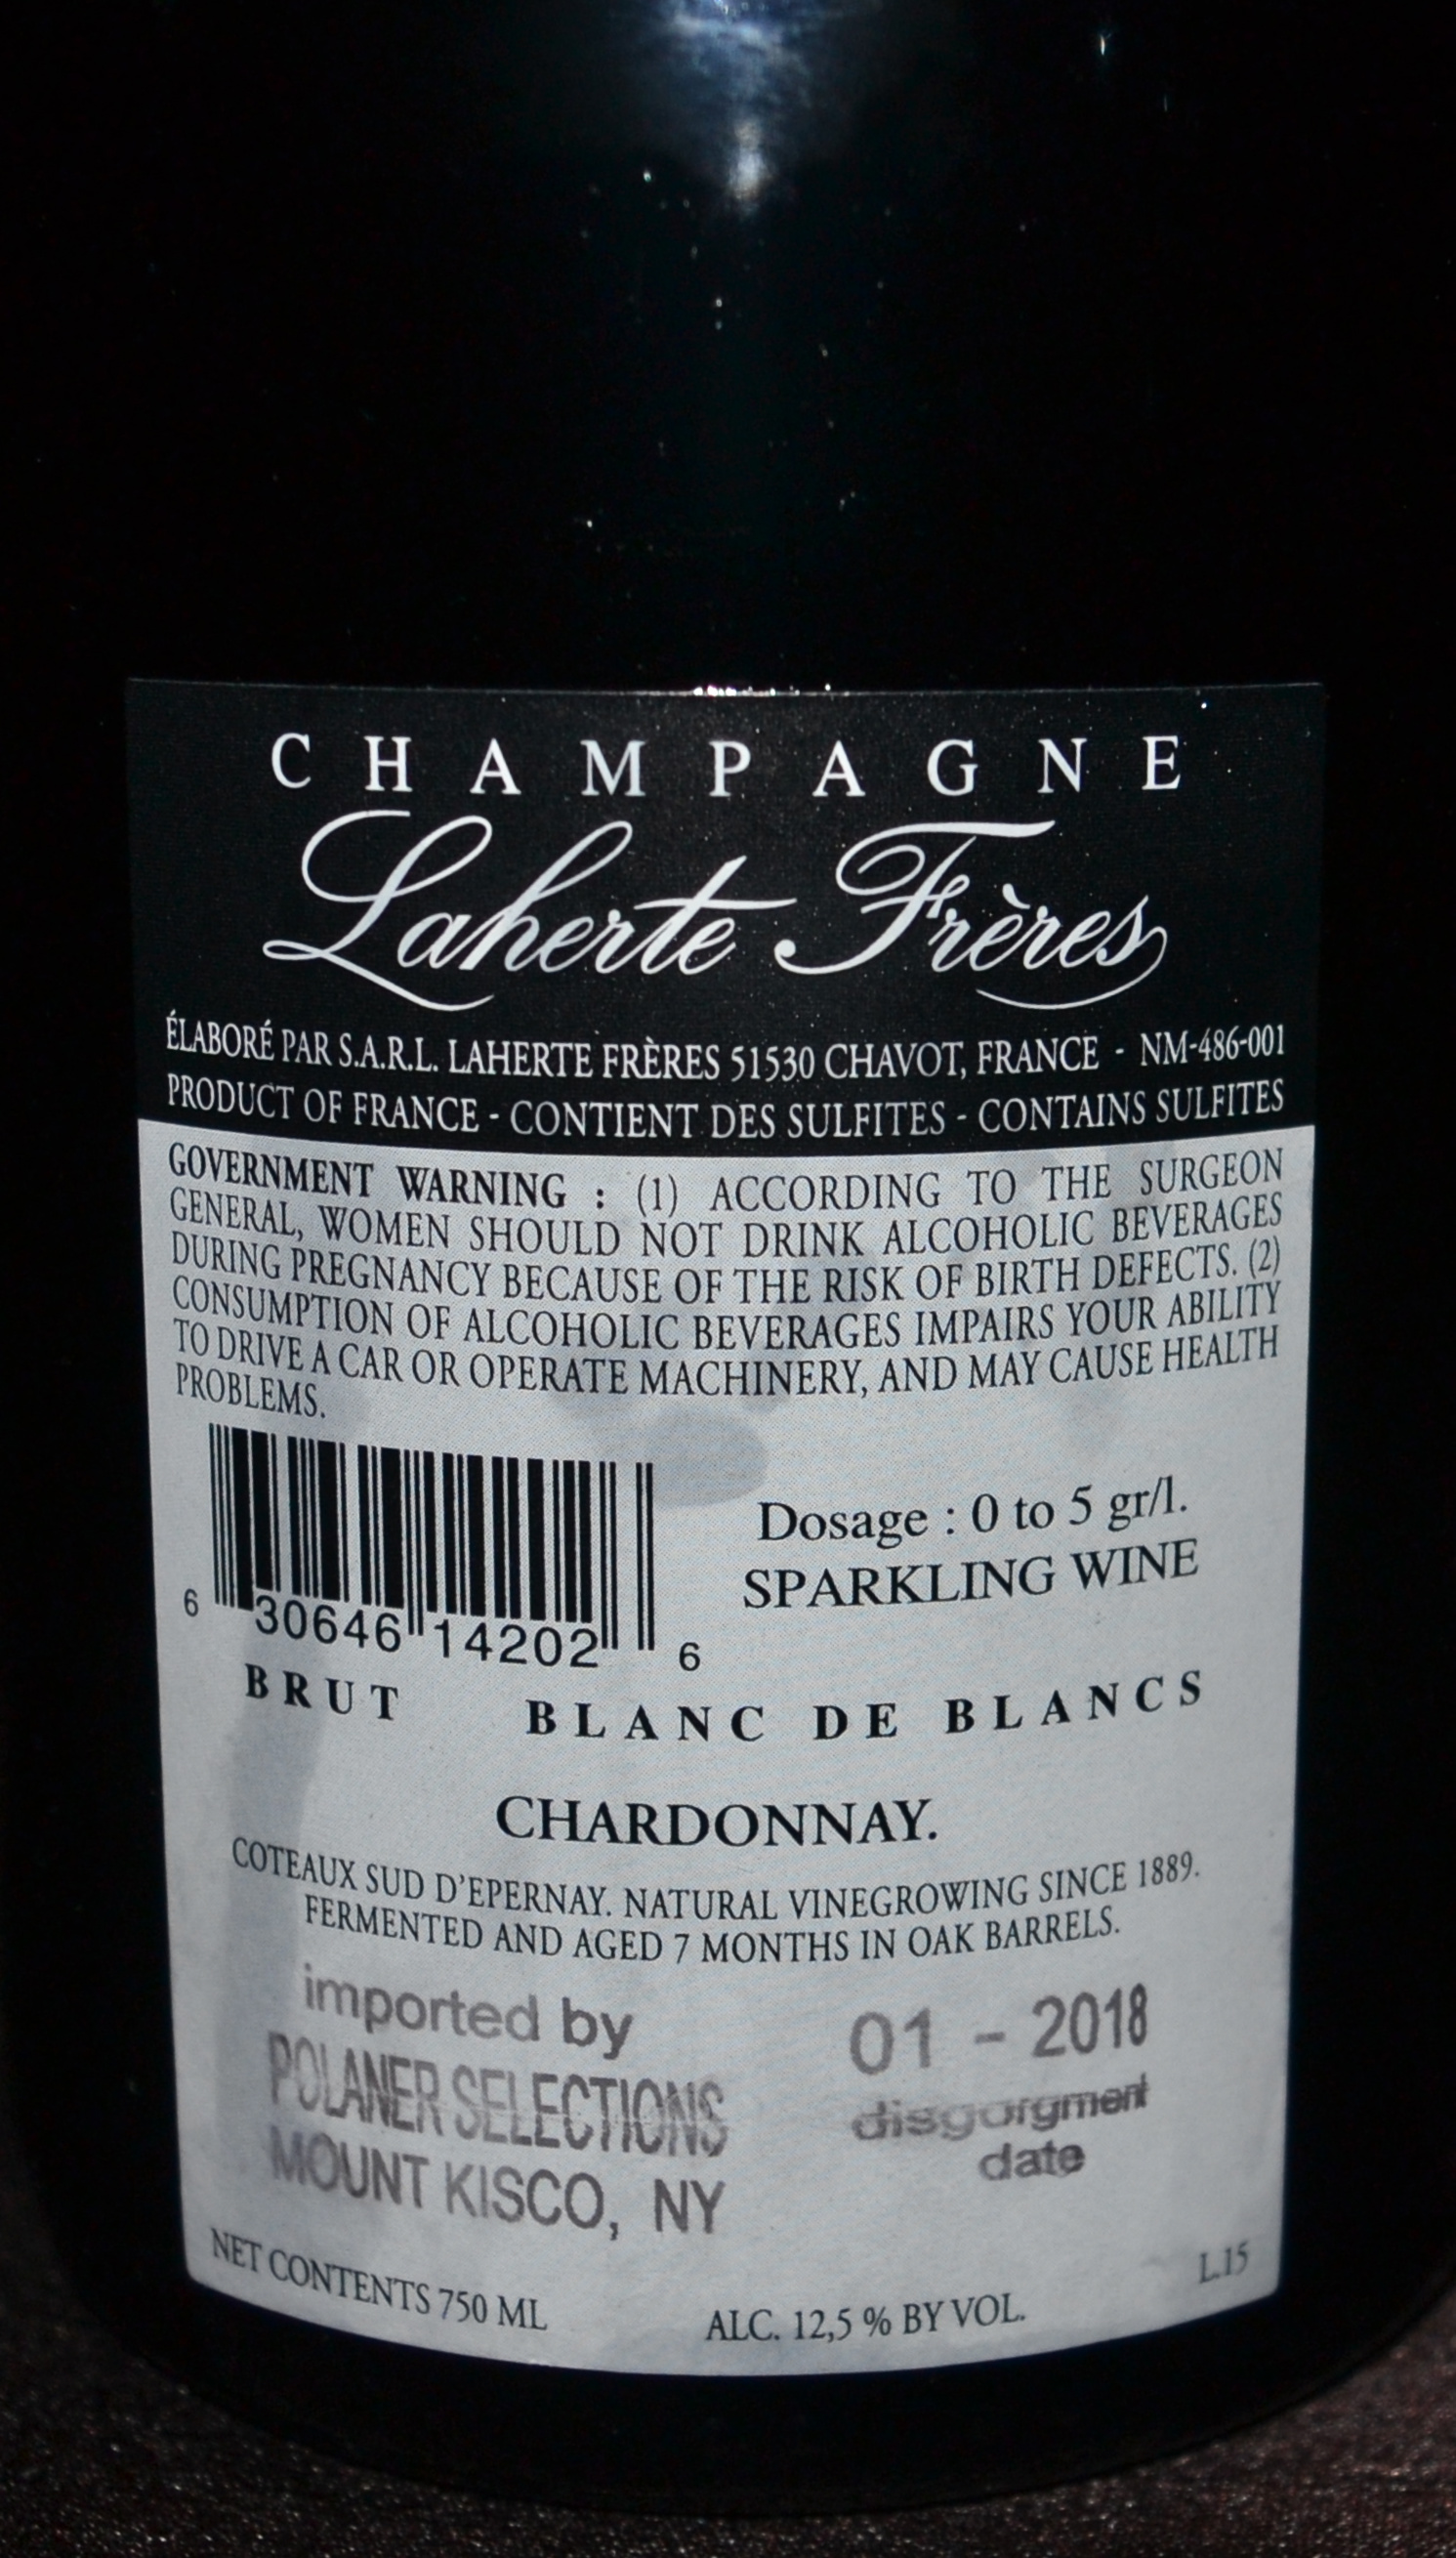 CHAMPAGNE
Laherte Frères
ÉLABORÉ PAR S.A.R.L. LAHERTE FRÈRES 51530 CHAVOT, FRANCE - NM-486-001
PRODUCT OF FRANCE - CONTIENT DES SULFITES - CONTAINS SULFITES
GOVERNMENT WARNING : (1) ACCORDING TO THE SURGEON
GENERAL, WOMEN SHOULD NOT DRINK ALCOHOLIC BEVERAGES
DURING PREGNANCY BECAUSE OF THE RISK OF BIRTH DEFECTS. (2)
CONSUMPTION OF ALCOHOLIC BEVERAGES IMPAIRS YOUR ABILITY
TO DRIVE A CAR OR OPERATE MACHINERY, AND MAY CAUSE HEALTH
PROBLEMS.
Dosage : 0 to 5 gr/l.
SPARKLING WINE
6 30646 14202 6
BRUT BLANC DE BLANCS
CHARDONNAY.
COTEAUX SUD D'EPERNAY. NATURAL VINEGROWING SINCE 1889.
FERMENTED AND AGED 7 MONTHS IN OAK BARRELS.
imported by
POLANER SELECTIONS
MOUNT KISCO, NY
01 - 2018
disgorgment
date
NET CONTENTS 750 ML
ALC. 12,5 % BY VOL.
L.15